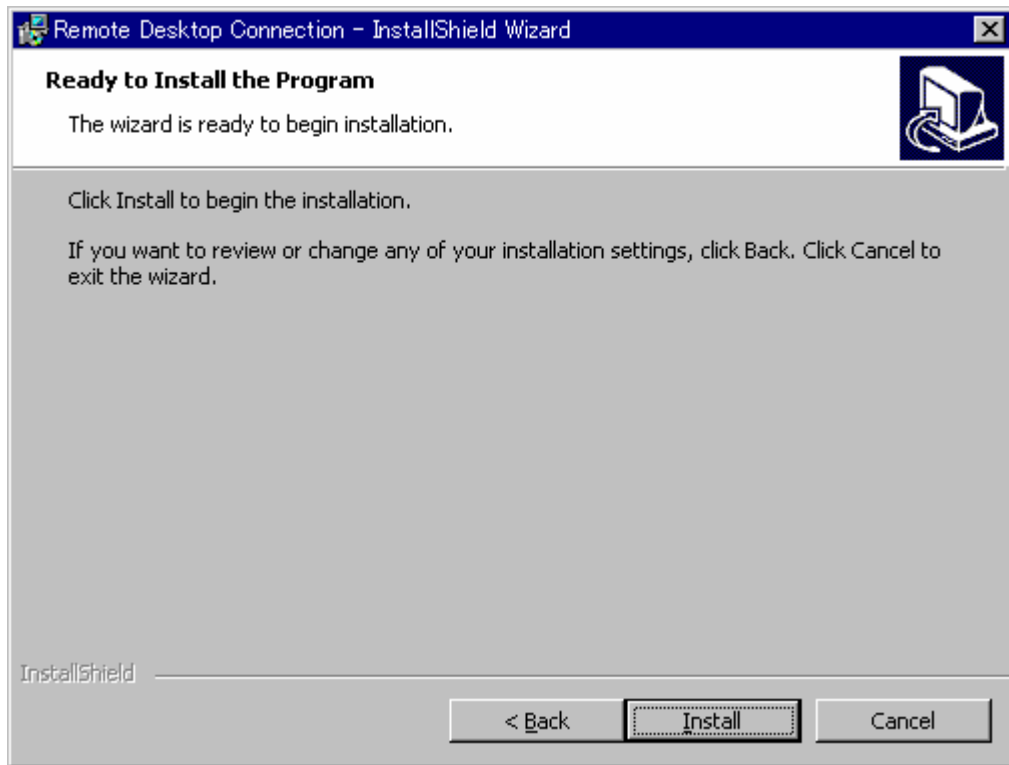 Remote Desktop Connection - InstallShield Wizard
Ready to Install the Program
The wizard is ready to begin installation.
Click Install to begin the installation.
If you want to review or change any of your installation settings, click Back. Click Cancel to
exit the wizard.
InstallShield
< Back
Install
Cancel